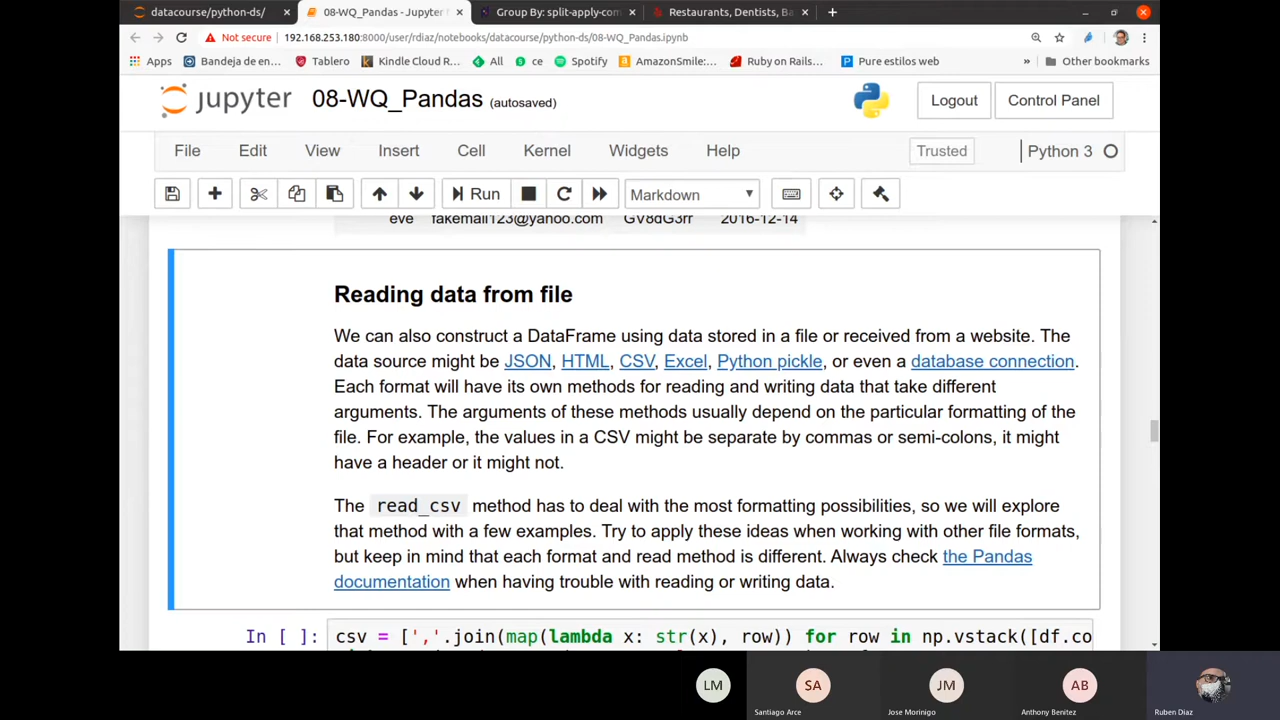 datacourse/python-ds/
08-WQ_Pandas - Jupyter
Group By: split-apply-com
Restaurants, Dentists, Ba
Not secure 192.168.253.180:8000/user/rdiaz/notebooks/datacourse/python-ds/08-WQ_Pandas.ipynb
Apps Bandeja de entrad... Tablero Kindle Cloud R... All ce Spotify AmazonSmile:... Ruby on Rails... Pure estilos web » Other bookmarks
jupyter 08-WQ_Pandas (autosaved) Logout Control Panel
File Edit View Insert Cell Kernel Widgets Help Trusted Python 3
Run Markdown
eve fakemail123@yahoo.com GV8dG3rr 2016-12-14
Reading data from file
We can also construct a DataFrame using data stored in a file or received from a website. The
data source might be JSON, HTML, CSV, Excel, Python pickle, or even a database connection.
Each format will have its own methods for reading and writing data that take different
arguments. The arguments of these methods usually depend on the particular formatting of the
file. For example, the values in a CSV might be separate by commas or semi-colons, it might
have a header or it might not.
The read_csv method has to deal with the most formatting possibilities, so we will explore
that method with a few examples. Try to apply these ideas when working with other file formats,
but keep in mind that each format and read method is different. Always check the Pandas
documentation when having trouble with reading or writing data.
In [ ]: csv = [','.join(map(lambda x: str(x), row)) for row in np.vstack([df.co
LM SA JM AB
Santiago Arce Jose Morinigo Anthony Benitez Ruben Diaz